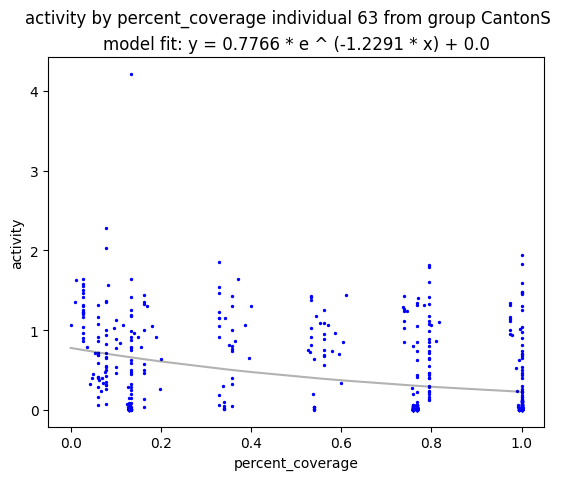 activity by percent_coverage individual 63 from group CantonS
model fit: y = 0.7766 * e ^ (-1.2291 * x) + 0.0
activity
4
3
2
1
0
0.0 0.2 0.4 0.6 0.8 1.0
percent_coverage